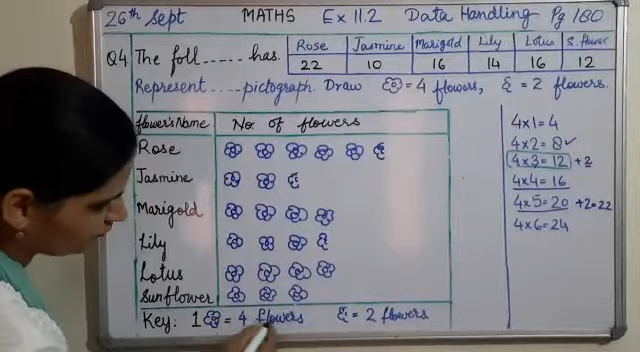 26th Sept MATHS Ex 11.2 Data Handling Pg 180
Q4 The foll ..... has.
Rose Jasmine Marigold Lily Lotus S. flower
22 10 16 14 16 12
Represent .... pictograph. Draw = 4 flowers, = 2 flowers.
flower's Name No. of flowers
Rose
Jasmine
Marigold
Lily
Lotus
Sunflower
Key: 1 = 4 flowers = 2 flowers
4×1=4
4×2=8
4×3=12 +2
4×4=16
4×5=20 +2=22
4×6=24